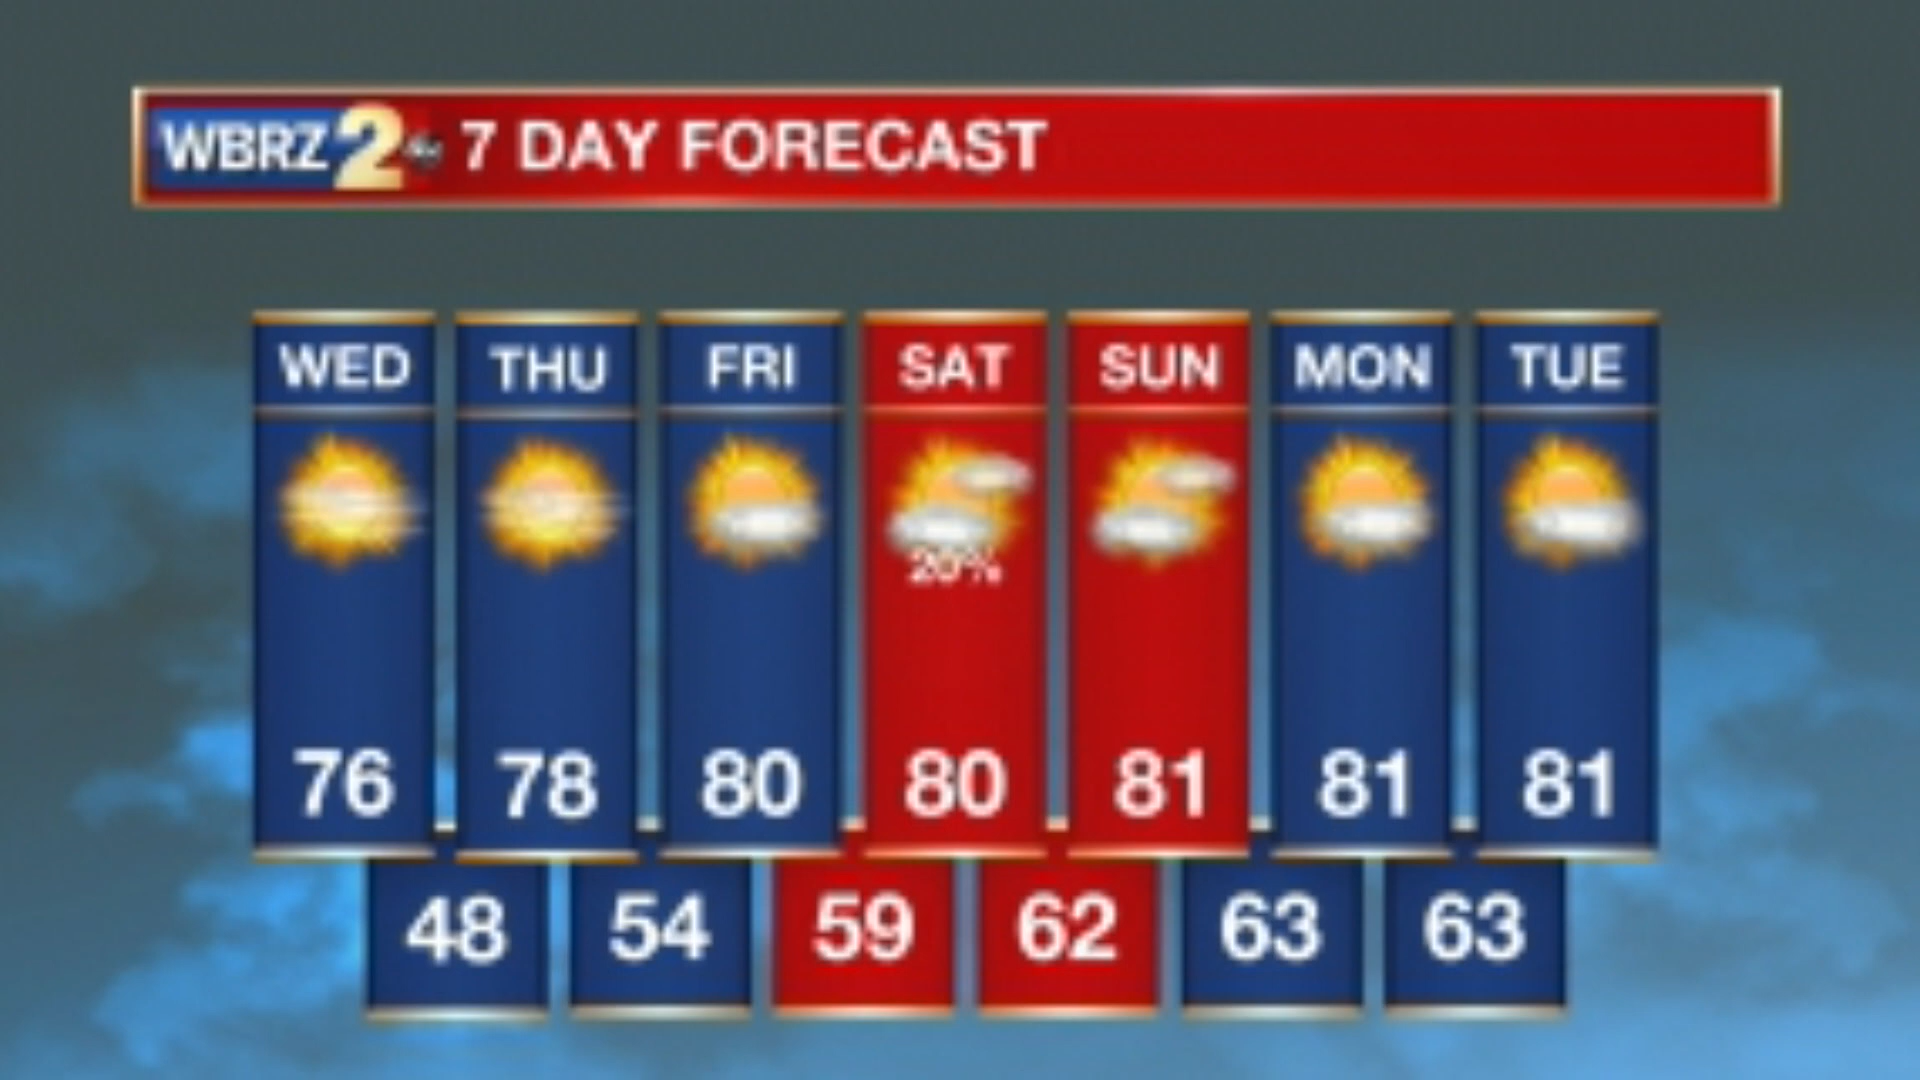 WBRZ 2 abc 7 DAY FORECAST
WED THU FRI SAT SUN MON TUE
20%
76 78 80 80 81 81 81
48 54 59 62 63 63